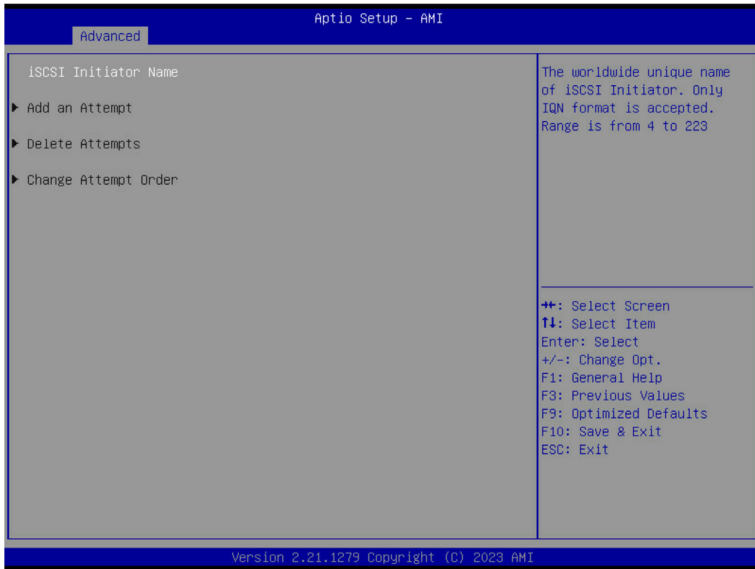 Aptio Setup – AMI
Advanced
iSCSI Initiator Name
Add an Attempt
Delete Attempts
Change Attempt Order
The worldwide unique name
of iSCSI Initiator. Only
IQN format is accepted.
Range is from 4 to 223
→←: Select Screen
↑↓: Select Item
Enter: Select
+/-: Change Opt.
F1: General Help
F3: Previous Values
F9: Optimized Defaults
F10: Save & Exit
ESC: Exit
Version 2.21.1279 Copyright (C) 2023 AMI